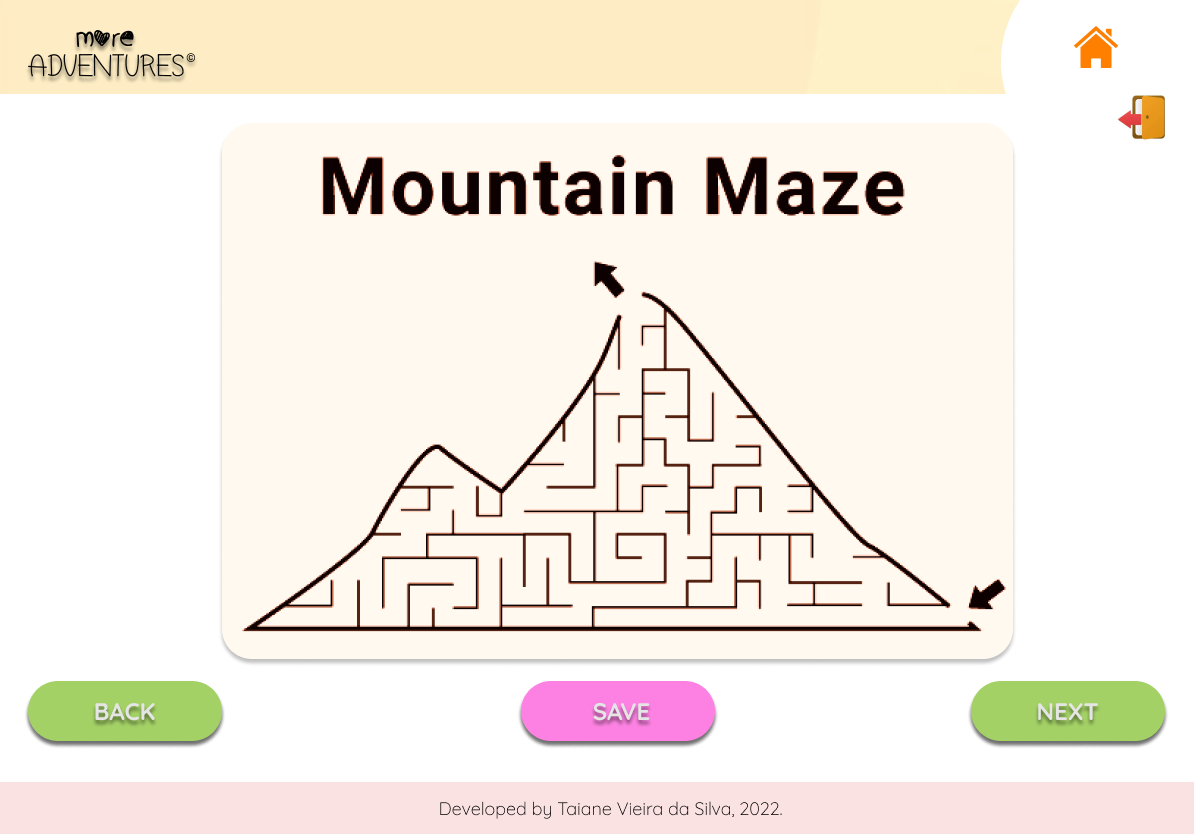 more
ADVENTURES©
Mountain Maze
BACK
SAVE
NEXT
Developed by Taiane Vieira da Silva, 2022.